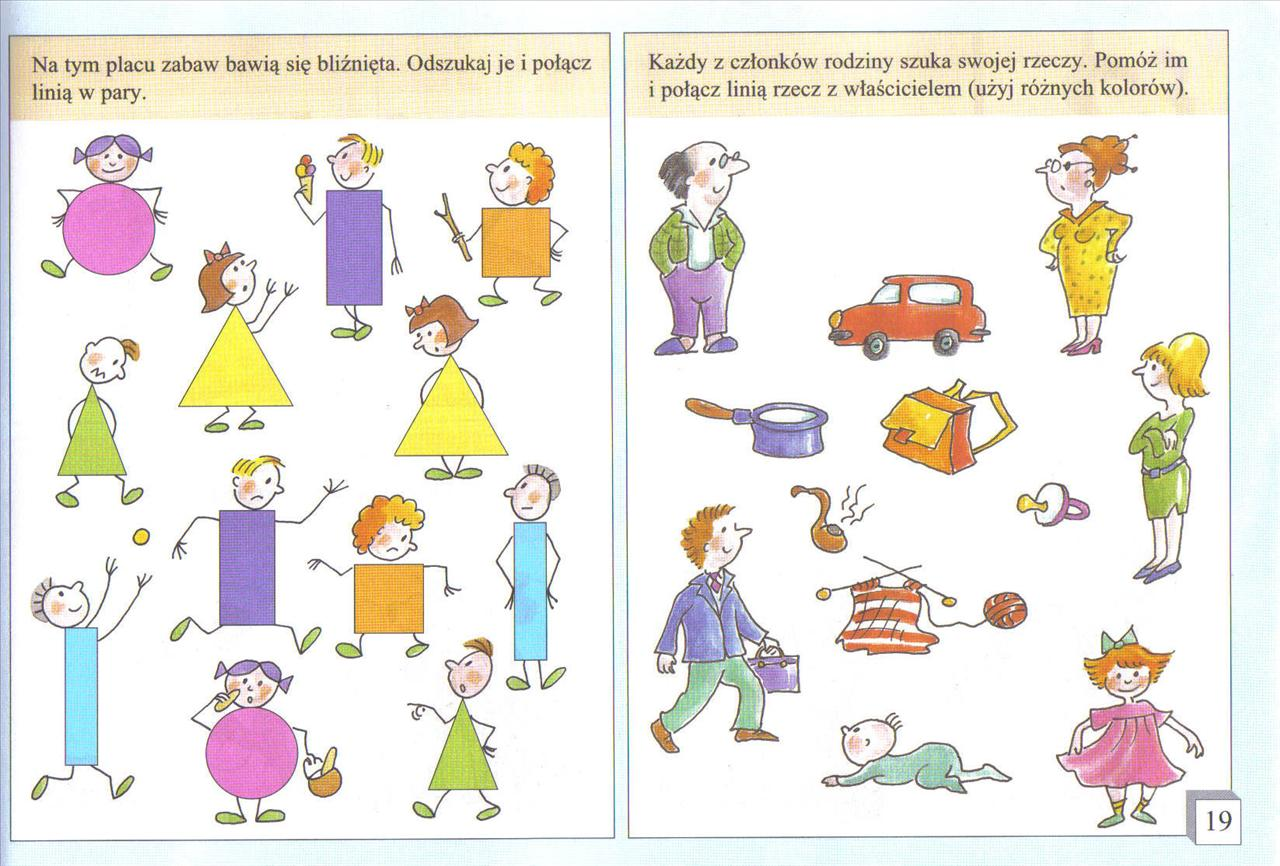 Na tym placu zabaw bawią się bliźnięta. Odszukaj je i połącz
linią w pary.
Każdy z członków rodziny szuka swojej rzeczy. Pomóż im
i połącz linią rzecz z właścicielem (użyj różnych kolorów).
19